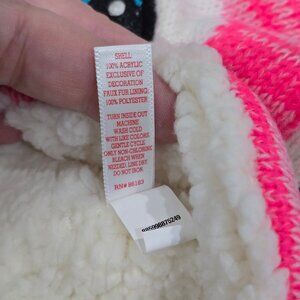 SHELL
100% ACRYLIC
EXCLUSIVE OF
DECORATION
FAUX FUR LINING:
100% POLYESTER
TURN INSIDE OUT
MACHINE
WASH COLD
WITH LIKE COLORS
GENTLE CYCLE
ONLY NON-CHLORINE
BLEACH WHEN
NEEDED. LINE DRY
DO NOT IRON
RN# 86163